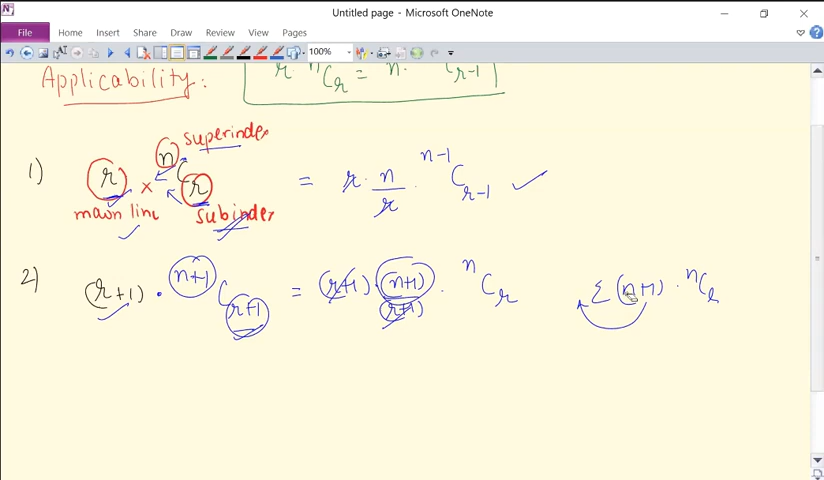 Untitled page - Microsoft OneNote
File Home Insert Share Draw Review View Pages
100%
Applicability: r · ⁿCᵣ = n · Cᵣ₋₁
1) r × ⁿCᵣ = r · n/r · ⁿ⁻¹Cᵣ₋₁ ✓
superindex
main line
subindex
2) (r+1) · ⁿ⁺¹Cᵣ₊₁ = (r+1) · (n+1)/(r+1) · ⁿCᵣ Σ(n+1) · ⁿCᵣ